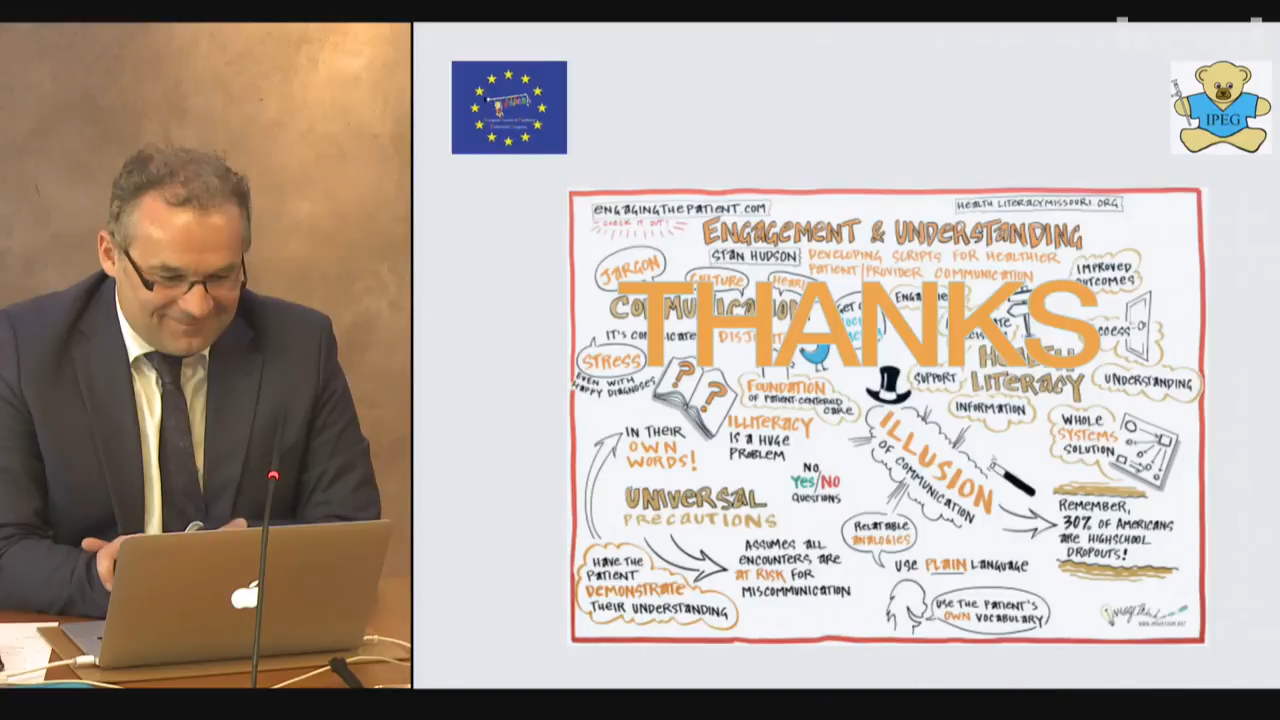 IPEG
ENGAGINGTHEPATIENT.COM
CHECK IT OUT!
HEALTH LITERACYMISSOURI.ORG
ENGAGEMENT & UNDERSTANDING
STAN HUDSON
DEVELOPING SCRIPTS FOR HEALTHIER
PATIENT/PROVIDER COMMUNICATION
JARGON
CULTURE
IMPROVED
OUTCOMES
THANKS
IT'S
STRESS
EVEN WITH
HAPPY DIAGNOSES
? ?
FOUNDATION
OF PATIENT-CENTERED
CARE
SUPPORT
LITERACY
UNDERSTANDING
INFORMATION
IN THEIR
OWN
WORDS!
ILLITERACY
IS A HUGE
PROBLEM
ILLUSION
OF COMMUNICATION
WHOLE
SYSTEMS
SOLUTION
NO
YES/NO
QUESTIONS
UNIVERSAL
PRECAUTIONS
RELATABLE
ANALOGIES
REMEMBER,
30% OF AMERICANS
ARE HIGHSCHOOL
DROPOUTS!
HAVE THE
PATIENT
DEMONSTRATE
THEIR UNDERSTANDING
ASSUMES ALL
ENCOUNTERS ARE
AT RISK FOR
MISCOMMUNICATION
USE PLAIN LANGUAGE
USE THE PATIENT'S
OWN VOCABULARY